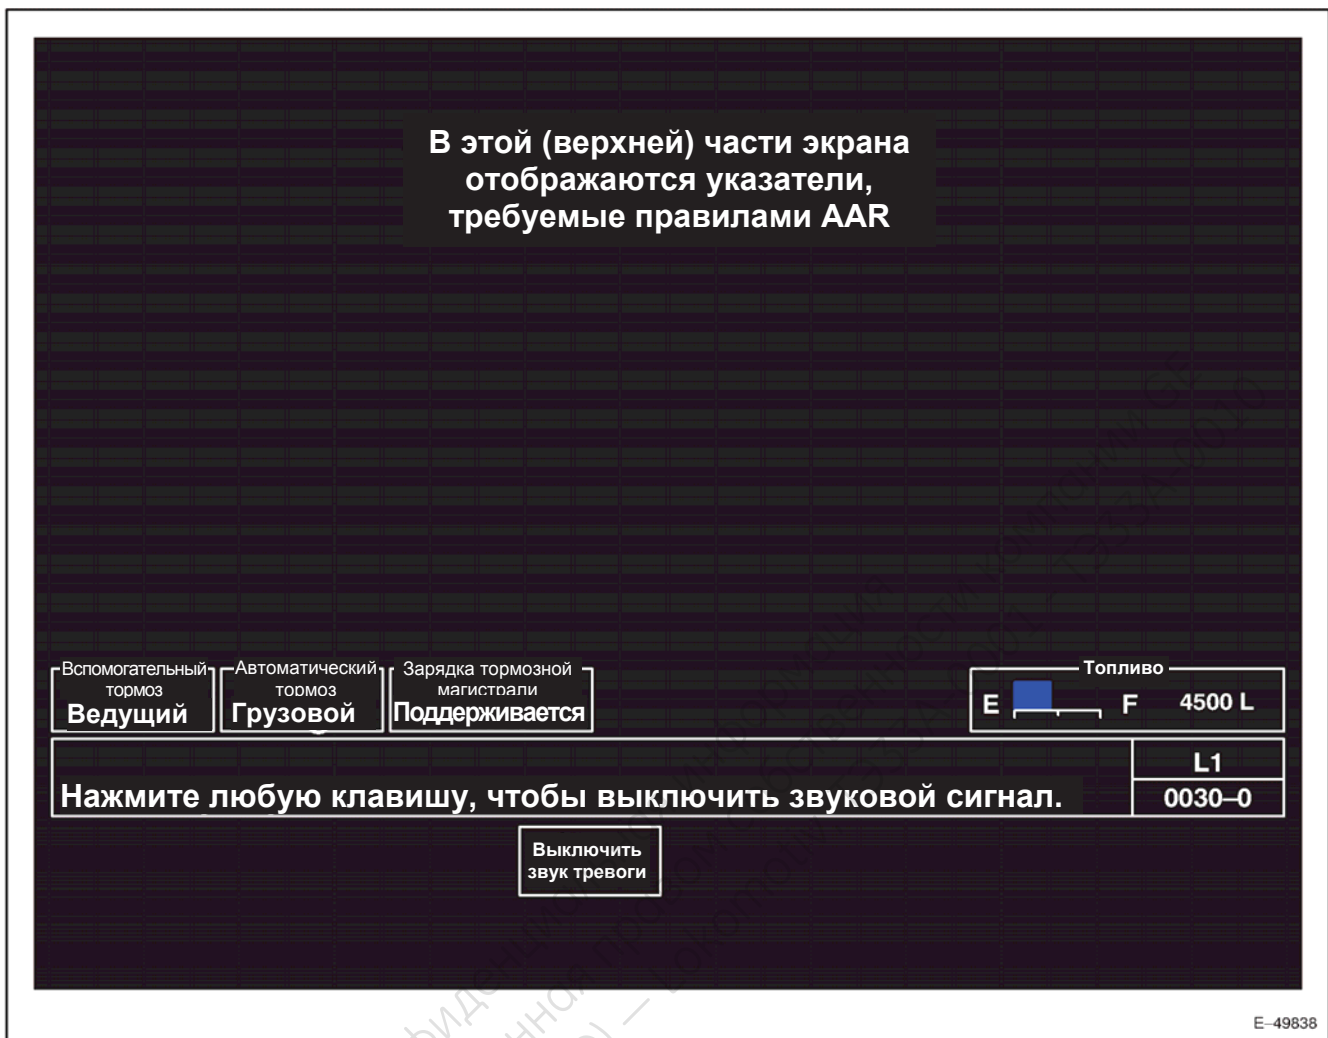 В этой (верхней) части экрана
отображаются указатели,
требуемые правилами AAR
Вспомогательный
тормоз
Ведущий
Автоматический
тормоз
Грузовой
Зарядка тормозной
магистрали
Поддерживается
Топливо
E F 4500 L
L1
Нажмите любую клавишу, чтобы выключить звуковой сигнал.
0030–0
Выключить
звук тревоги
E–49838